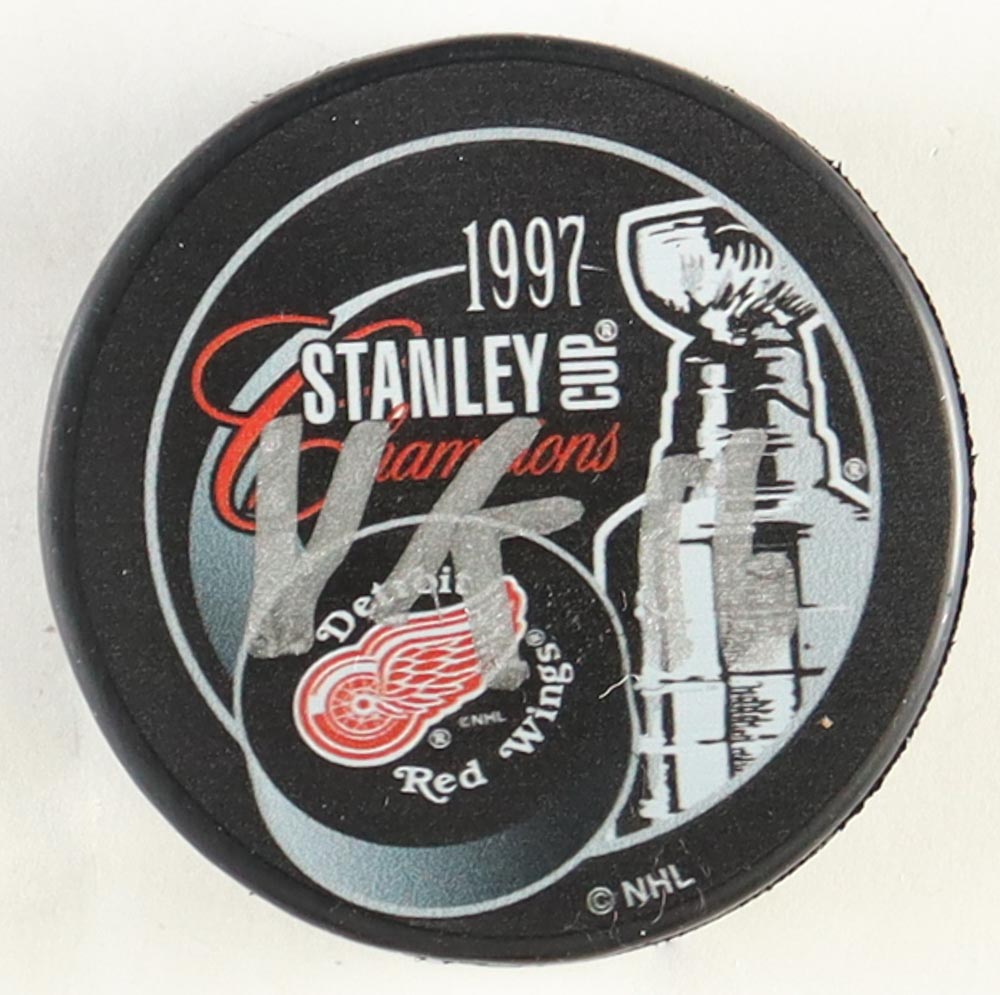 1997
STANLEY CUP®
Champions
®
Detroit
©NHL
®
Red Wings®
© NHL